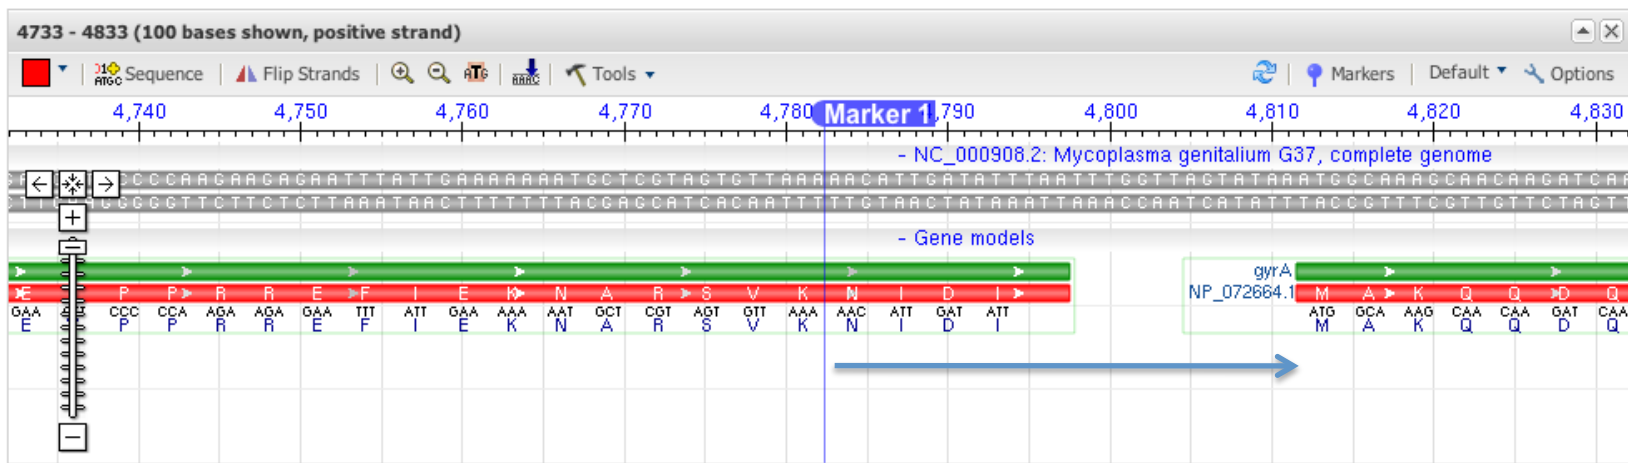 4733 - 4833 (100 bases shown, positive strand)
Sequence Flip Strands Tools Markers Default Options
4,740 4,750 4,760 4,770 4,780 Marker 1 4,790 4,800 4,810 4,820 4,830
- NC_000908.2: Mycoplasma genitalium G37, complete genome
CCCCAAGAAGAGAATTTATTGAAAAAAATGCTCGTAGTGTTAAAAACATTGATATTTAATTTGGTTAGTATAAATGGCAAAGCAACAAGATCAA
GGGGGTTCTTCTCTTAAATAACTTTTTTTACGAGCATCACAATTTTTGTAACTATAAATTAAACCAATCATATTTACCGTTTCGTTGTTCTAGTT
- Gene models
gyrA
E P P R R E F I E K N A R S V K N I D I NP_072664.1 M A K Q Q D Q
GAA CCC CCA AGA AGA GAA TTT ATT GAA AAA AAT GCT CGT AGT GTT AAA AAC ATT GAT ATT ATG GCA AAG CAA CAA GAT CAA
E P P R R E F I E K N A R S V K N I D I M A K Q Q D Q